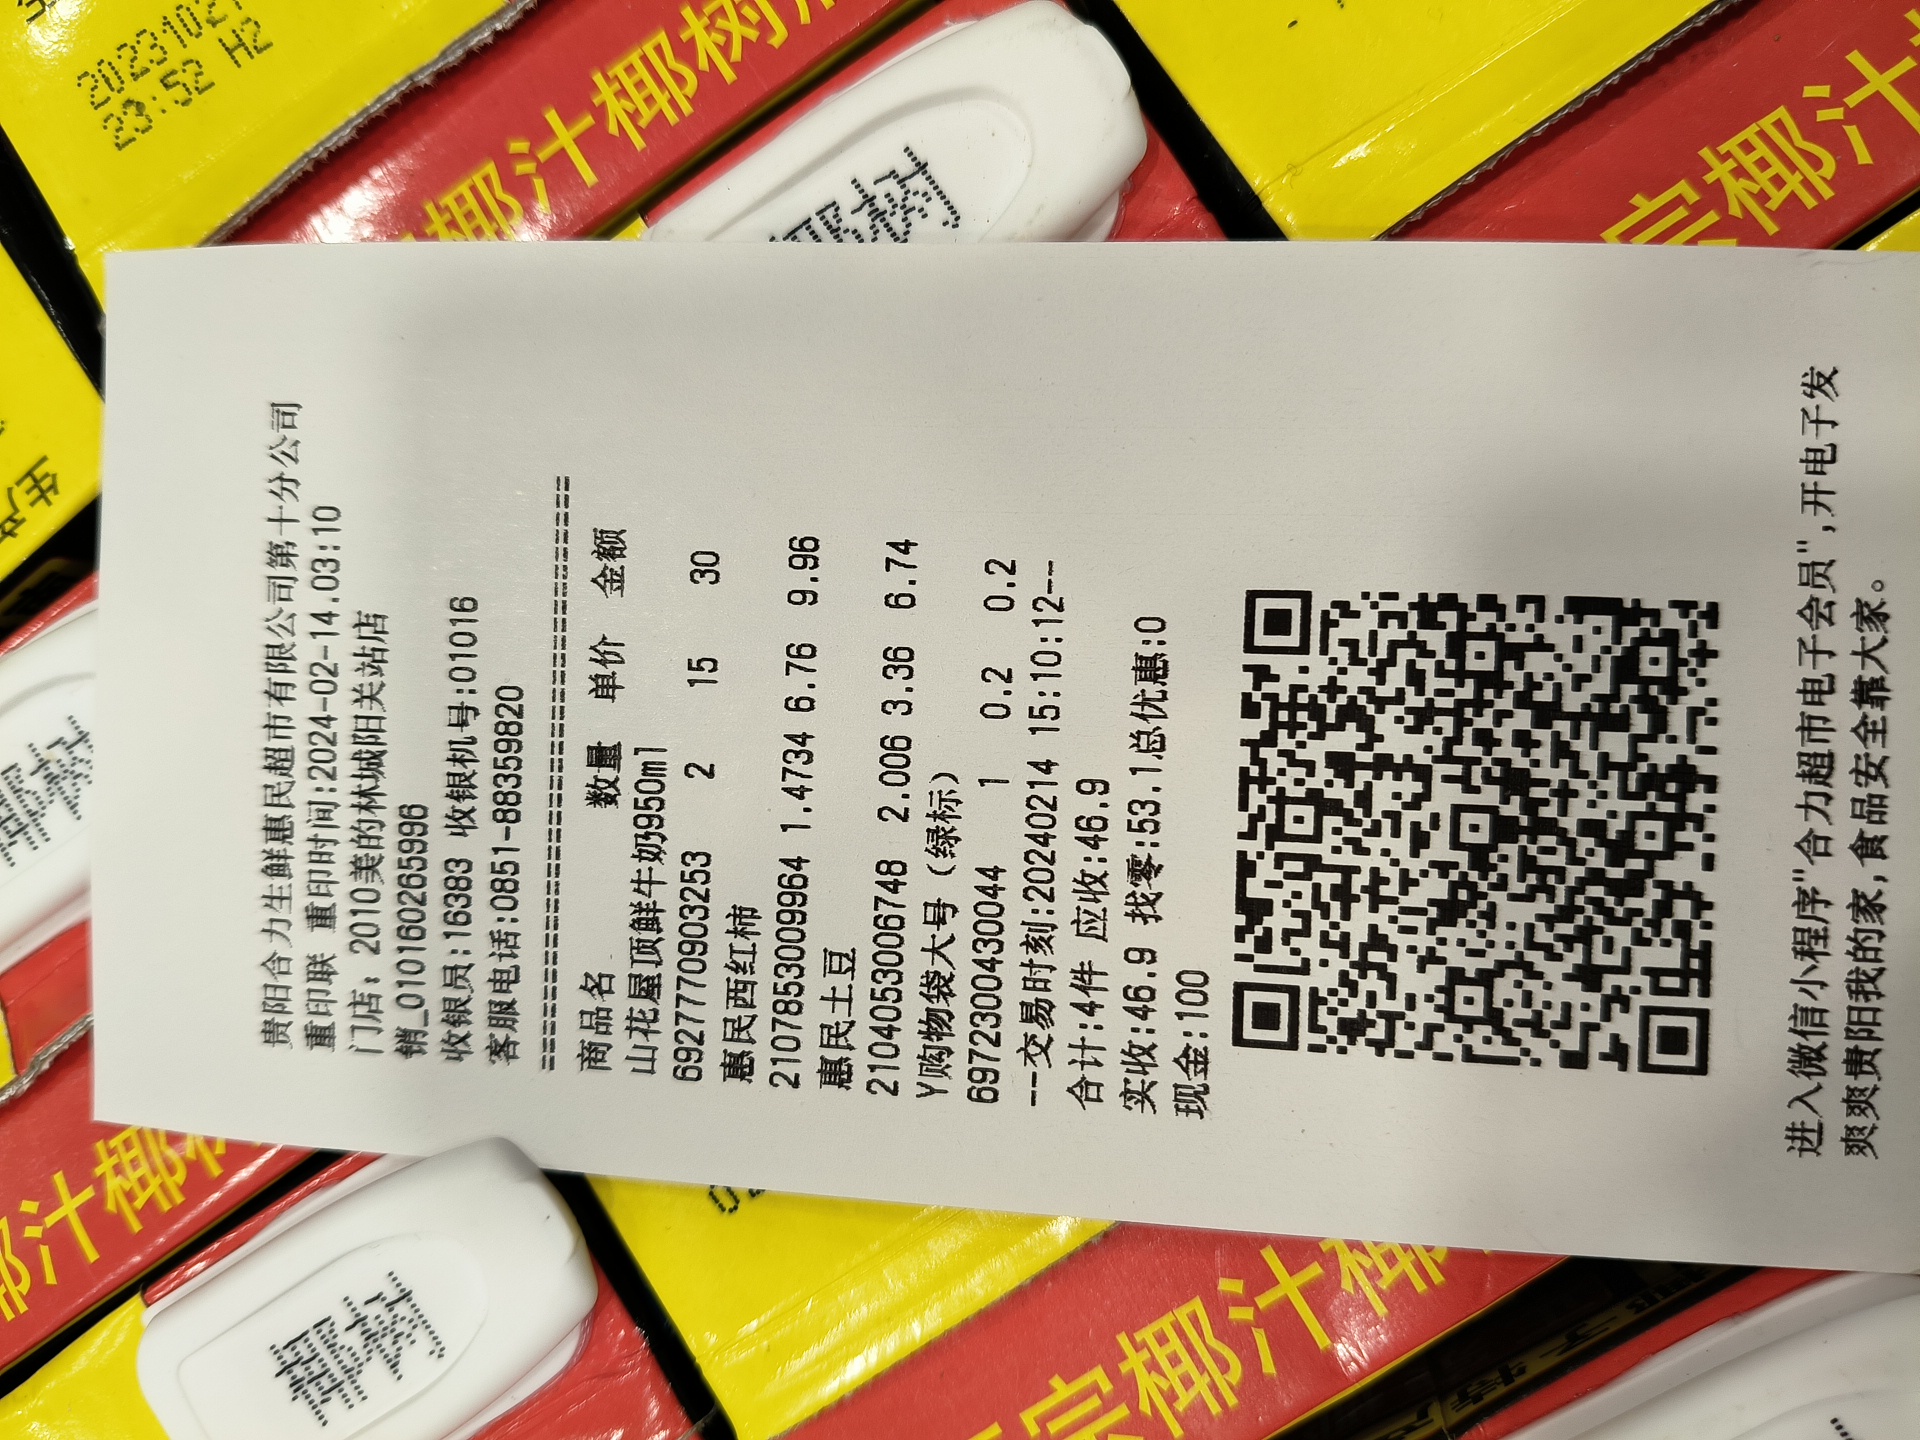 贵阳合力生鲜惠民超市有限公司第十分公司
重印联 重印时间:2024-02-14.03:10
门店: 2010美的林城阳关站店
销_010160265996
收银员:16383 收银机号:01016
客服电话:0851-88359820
================================
商品名 数量 单价 金额
山花屋顶鲜牛奶950ml
6927770903253 2 15 30
惠民西红柿
2107853009964 1.4734 6.76 9.96
惠民土豆
2104053006748 2.006 3.36 6.74
Y购物袋大号（绿标）
6972300430044 1 0.2 0.2
--交易时刻:20240214 15:10:12--
合计:4件 应收:46.9
实收:46.9 找零:53.1总优惠:0
现金:100
进入微信小程序"合力超市电子会员",开电子发
爽爽贵阳我的家,食品安全靠大家。
23:52 H2
椰汁椰树
宗椰汁
椰树
椰树
椰汁椰
宗椰汁椰
生产